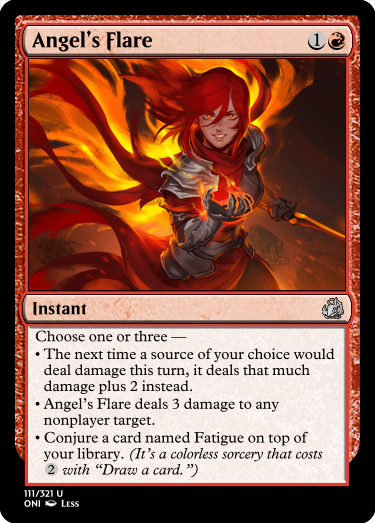 Angel's Flare 1
Instant
Choose one or three —
• The next time a source of your choice would
deal damage this turn, it deals that much
damage plus 2 instead.
• Angel's Flare deals 3 damage to any
nonplayer target.
• Conjure a card named Fatigue on top of
your library. (It's a colorless sorcery that costs
2 with “Draw a card.”)
111/321 U
ONI Less